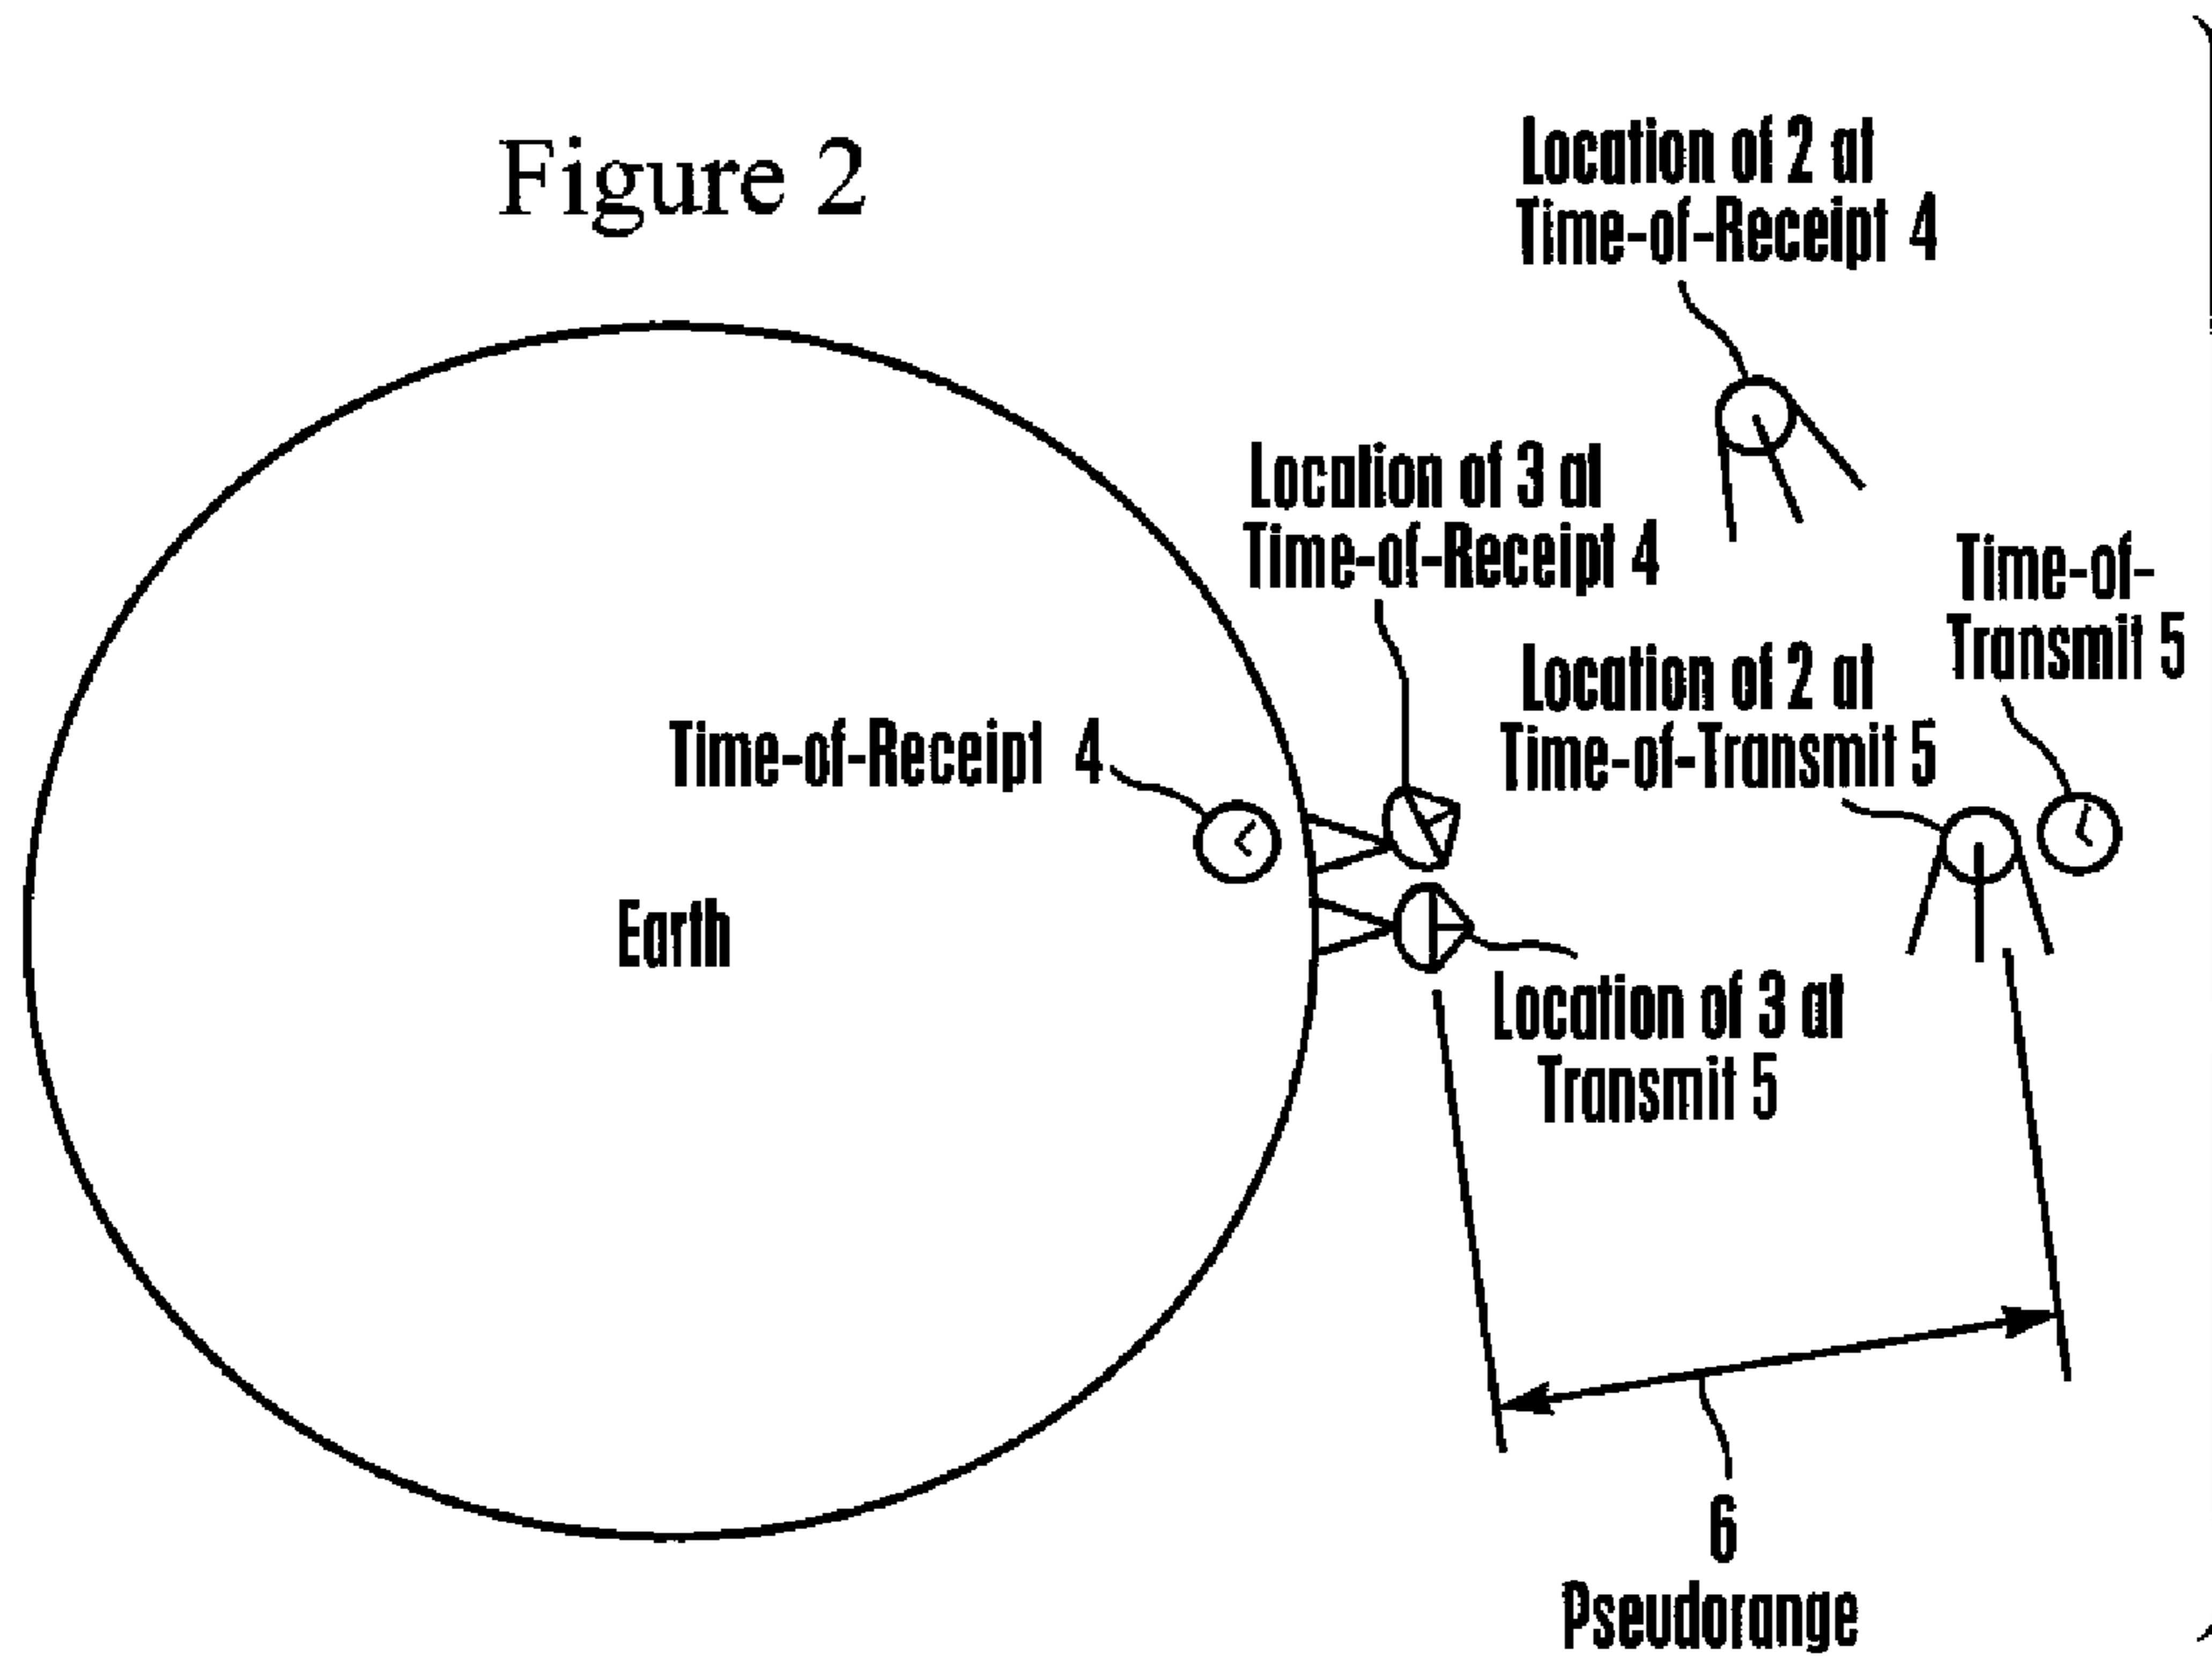 Figure 2
Location of 2 at
Time-of-Receipt 4
Location of 3 at
Time-of-Receipt 4
Time-of-
Transmit 5
Location of 2 at
Time-of-Transmit 5
Time-of-Receipt 4
Earth
Location of 3 at
Transmit 5
6
Pseudorange